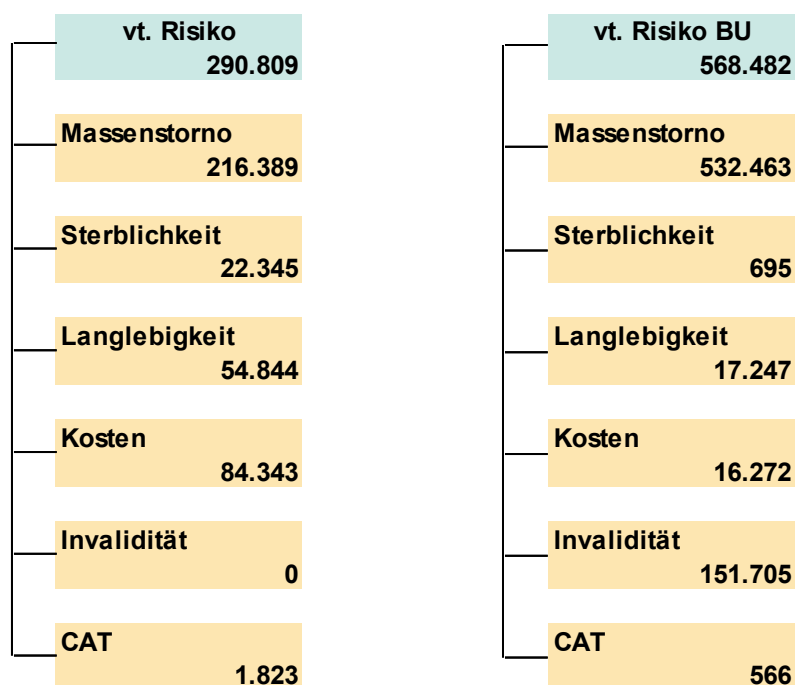 vt. Risiko
290.809
Massenstorno
216.389
Sterblichkeit
22.345
Langlebigkeit
54.844
Kosten
84.343
Invalidität
0
CAT
1.823
vt. Risiko BU
568.482
Massenstorno
532.463
Sterblichkeit
695
Langlebigkeit
17.247
Kosten
16.272
Invalidität
151.705
CAT
566